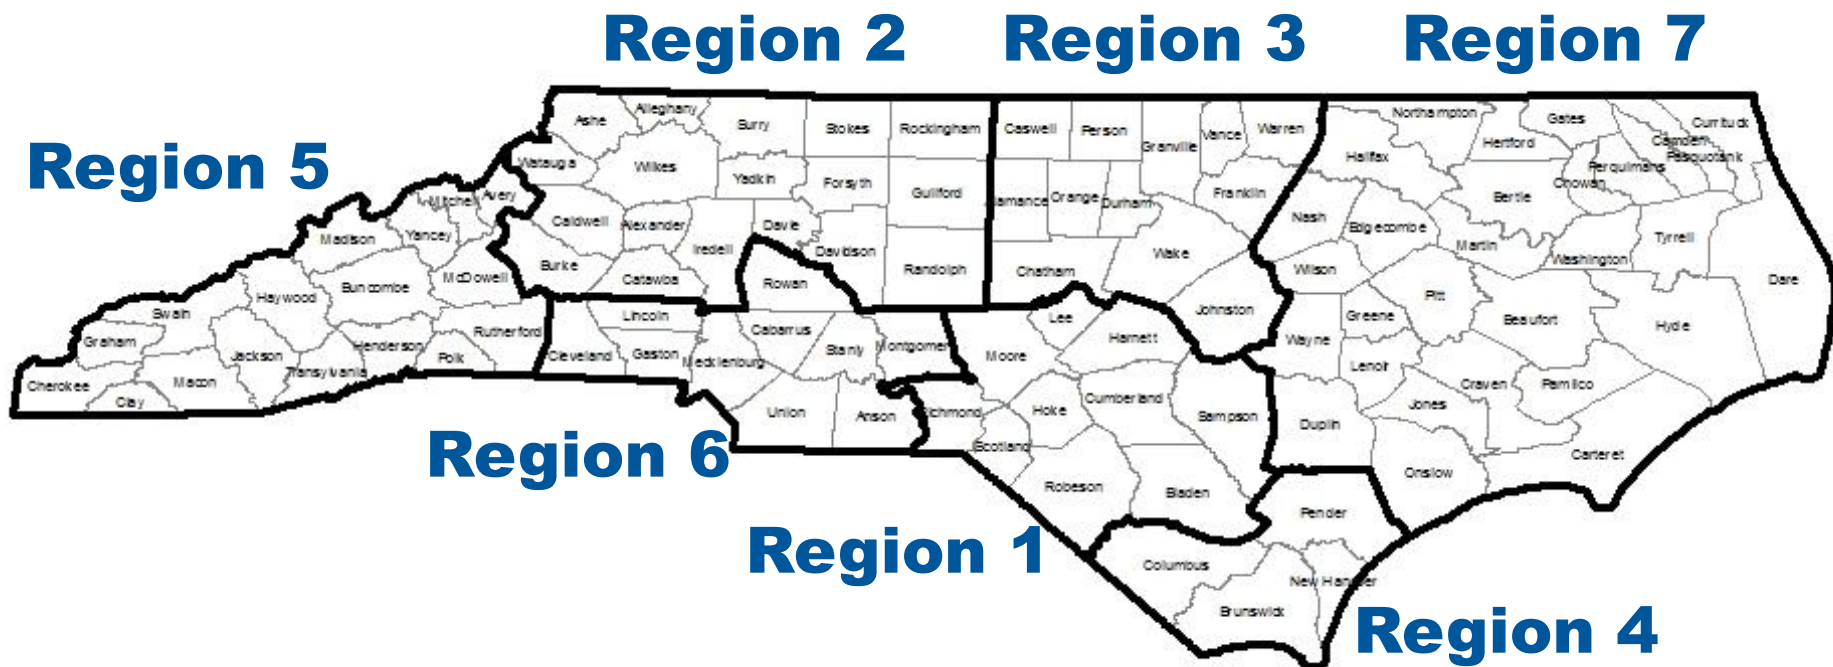 Region 2
Region 3
Region 7
Region 5
Region 6
Region 1
Region 4
Ashe
Alleghany
Surry
Stokes
Rockingham
Watauga
Wilkes
Yadkin
Forsyth
Guilford
Caldwell
Alexander
Iredell
Davie
Davidson
Randolph
Burke
Catawba
Caswell
Person
Granville
Vance
Warren
lamance
Orange
Durham
Franklin
Chatham
Wake
Johnston
Northampton
Gates
Currituck
Camden
Pasquotank
Perquimans
Chowan
Hertford
Halifax
Bertie
Nash
Edgecombe
Martin
Washington
Tyrrell
Dare
Wilson
Pitt
Beaufort
Hyde
Greene
Wayne
Lenoir
Craven
Pamlico
Jones
Duplin
Onslow
Carteret
Mitchell
Avery
Yancey
Madison
McDowell
Buncombe
Haywood
Swain
Graham
Rutherford
Henderson
Polk
Transylvania
Jackson
Macon
Cherokee
Clay
Rowan
Lincoln
Cleveland
Gaston
Mecklenburg
Cabarrus
Stanly
Montgomer
Union
Anson
Lee
Harnett
Moore
Richmond
Hoke
Cumberland
Sampson
Scotland
Robeson
Bladen
Pender
Columbus
New Hanover
Brunswick